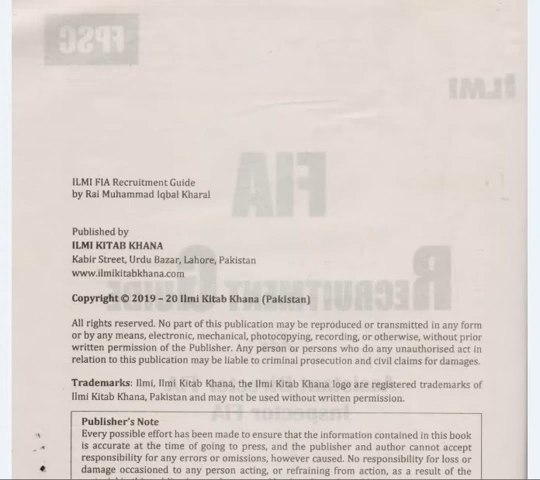 ILMI FIA Recruitment Guide
by Rai Muhammad Iqbal Kharal
Published by
ILMI KITAB KHANA
Kabir Street, Urdu Bazar, Lahore, Pakistan
www.ilmikitabkhana.com
Copyright © 2019 – 20 Ilmi Kitab Khana (Pakistan)
All rights reserved. No part of this publication may be reproduced or transmitted in any form
or by any means, electronic, mechanical, photocopying, recording, or otherwise, without prior
written permission of the Publisher. Any person or persons who do any unauthorised act in
relation to this publication may be liable to criminal prosecution and civil claims for damages.
Trademarks: Ilmi, Ilmi Kitab Khana, the Ilmi Kitab Khana logo are registered trademarks of
Ilmi Kitab Khana, Pakistan and may not be used without written permission.
Publisher's Note
Every possible effort has been made to ensure that the information contained in this book
is accurate at the time of going to press, and the publisher and author cannot accept
responsibility for any errors or omissions, however caused. No responsibility for loss or
damage occasioned to any person acting, or refraining from action, as a result of the
FPSC
ILMI
FIA
RECRUITMENT GUIDE
Inspector FIA